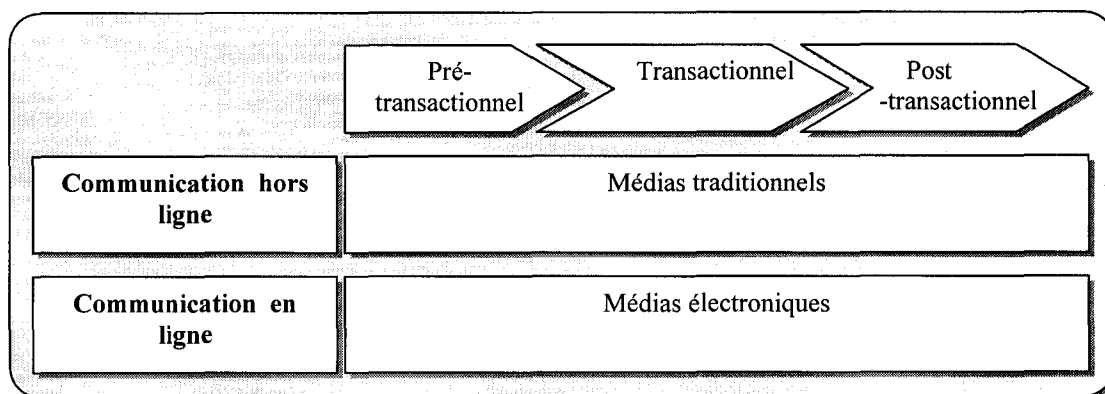 Pré-
transactionnel
Transactionnel
Post
-transactionnel
Communication hors
ligne
Médias traditionnels
Communication en
ligne
Médias électroniques